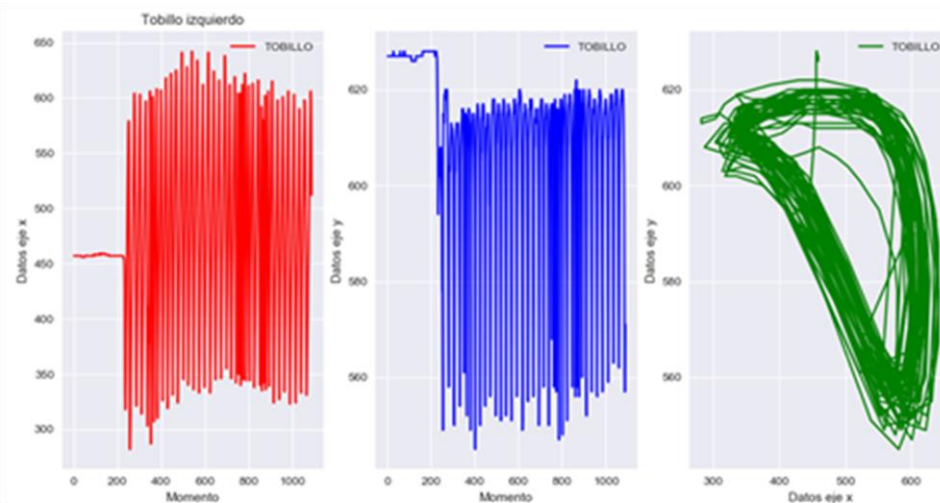 Tobillo izquierdo
TOBILLO
650
600
550
500
450
400
350
300
Datos eje x
0 200 400 600 800 1000
Momento
TOBILLO
620
600
580
560
Datos eje y
0 200 400 600 800 1000
Momento
TOBILLO
620
600
580
560
Datos eje y
300 400 500 600
Datos eje x